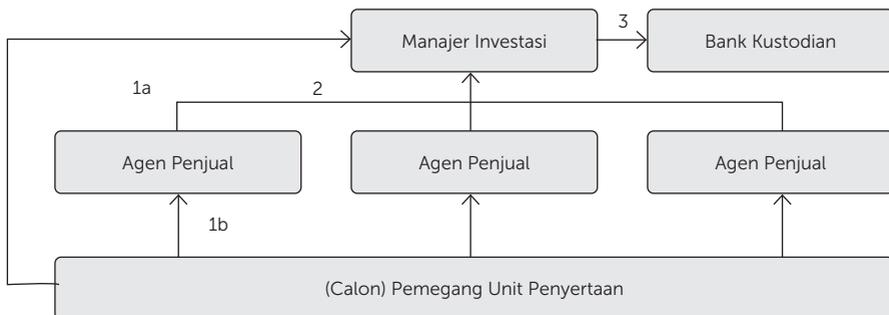 3
Manajer Investasi
Bank Kustodian
1a
2
Agen Penjual
Agen Penjual
Agen Penjual
1b
(Calon) Pemegang Unit Penyertaan